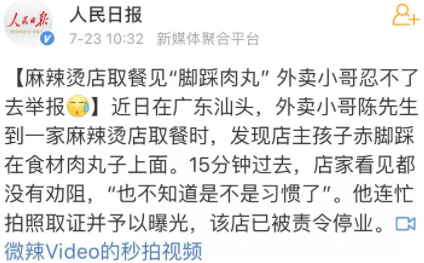 人民日报
人民日报
7-23 10:32 新媒体聚合平台
【麻辣烫店取餐见“脚踩肉丸” 外卖小哥忍不了
去举报😪】近日在广东汕头，外卖小哥陈先生
到一家麻辣烫店取餐时，发现店主孩子赤脚踩
在食材肉丸子上面。15分钟过去，店家看见都
没有劝阻，“也不知道是不是习惯了”。他连忙
拍照取证并予以曝光，该店已被责令停业。
微辣Video的秒拍视频